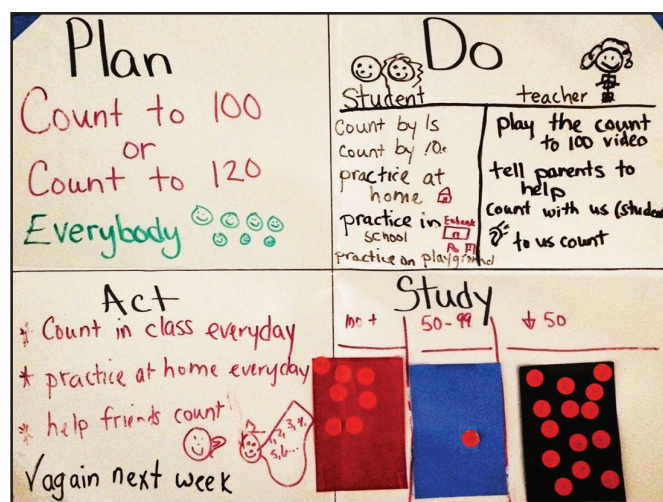 Plan
Count to 100
or
Count to 120
Everybody
Do
Student
Count by 1s
Count by 10s
practice at
home
practice in
school
practice on playground
teacher
play the count
to 100 video
tell parents to
help
count with us (student
to us count
Act
* Count in class everyday
* practice at home everyday
* help friends count
1, 2, 3, 4,
5, 6...
again next week
Study
100+
50-99
↓ 50